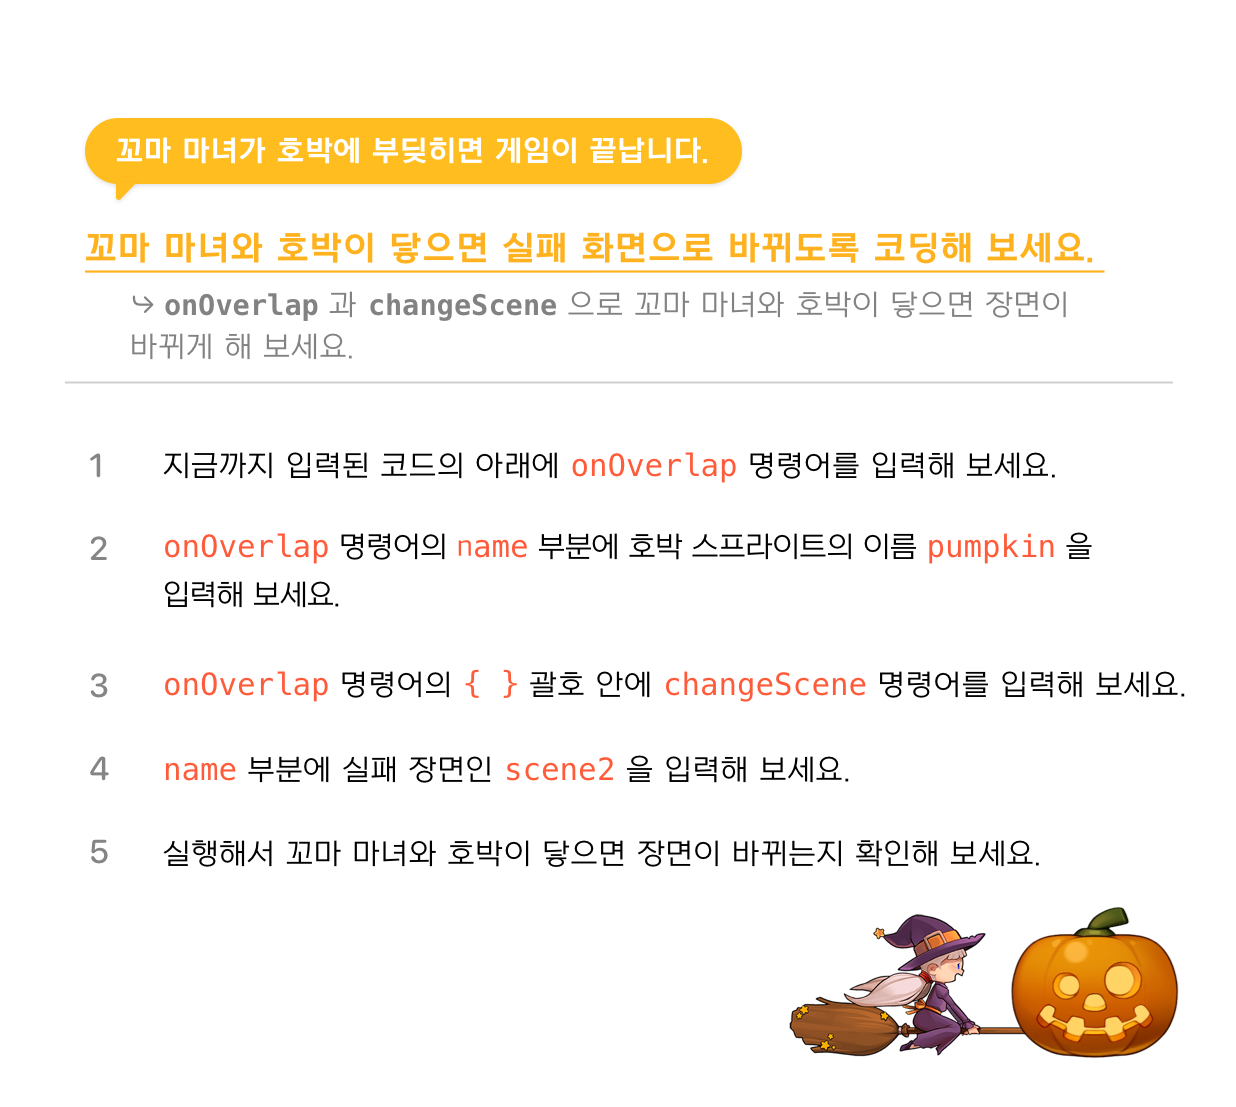 꼬마 마녀가 호박에 부딪히면 게임이 끝납니다.
꼬마 마녀와 호박이 닿으면 실패 화면으로 바뀌도록 코딩해 보세요.
↪ onOverlap 과 changeScene 으로 꼬마 마녀와 호박이 닿으면 장면이
바뀌게 해 보세요.
1 지금까지 입력된 코드의 아래에 onOverlap 명령어를 입력해 보세요.
2 onOverlap 명령어의 name 부분에 호박 스프라이트의 이름 pumpkin 을
입력해 보세요.
3 onOverlap 명령어의 { } 괄호 안에 changeScene 명령어를 입력해 보세요.
4 name 부분에 실패 장면인 scene2 을 입력해 보세요.
5 실행해서 꼬마 마녀와 호박이 닿으면 장면이 바뀌는지 확인해 보세요.